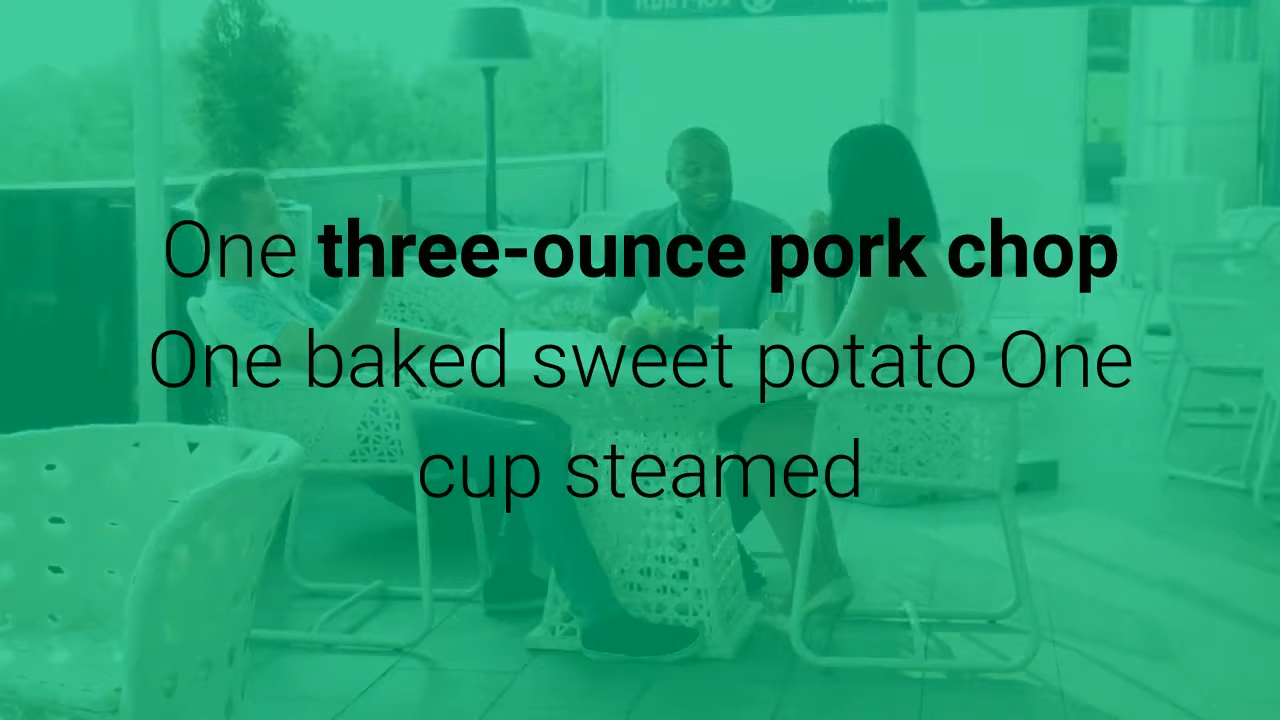 One three-ounce pork chop
One baked sweet potato One
cup steamed